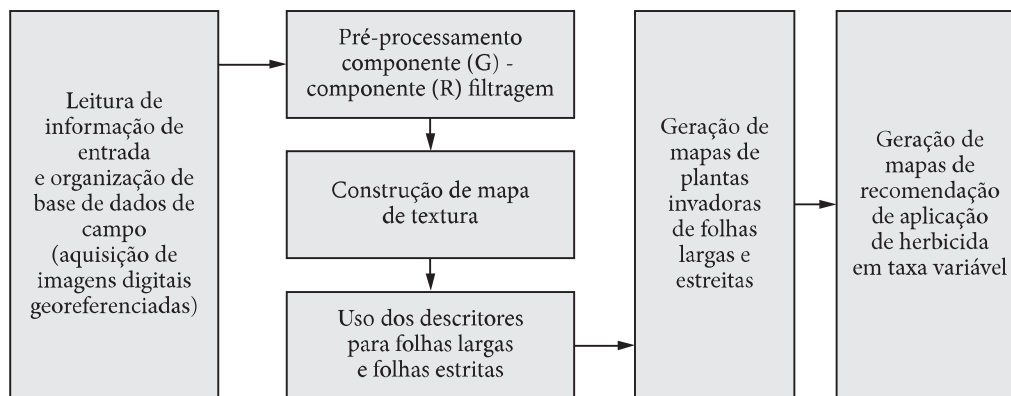 Leitura de
informação de
entrada
e organização de
base de dados de
campo
(aquisição de
imagens digitais
georeferenciadas)
Pré-processamento
componente (G) -
componente (R) filtragem
Construção de mapa
de textura
Uso dos descritores
para folhas largas
e folhas estritas
Geração de
mapas de
plantas
invasoras
de folhas
largas e
estreitas
Geração de
mapas de
recomendação
de aplicação
de herbicida
em taxa variável